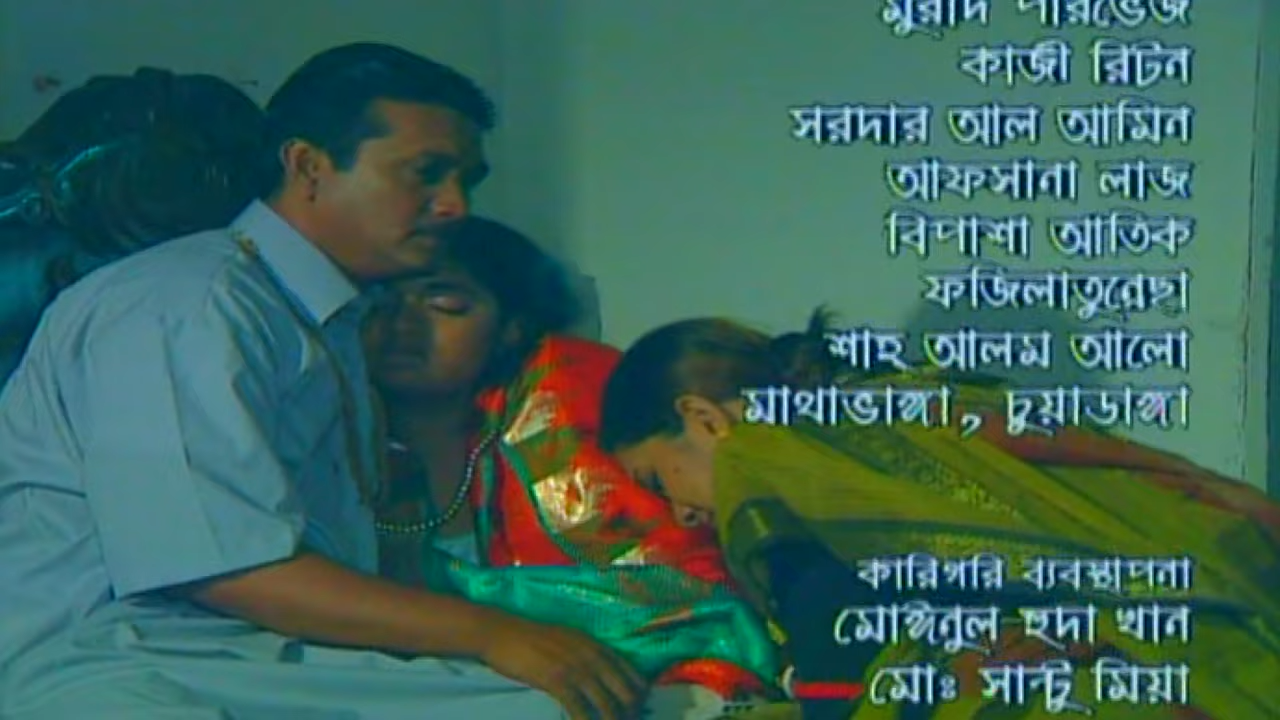 মুরাদ পারভেজ
কাজী রিটন
সরদার আল আমিন
আফসানা লাজ
বিপাশা আতিক
ফজিলাতুন্নেছা
শাহ আলম আলো
মাথাভাঙ্গা, চুয়াডাঙ্গা
কারিগরি ব্যবস্থাপনা
মোঈনুল হুদা খান
মোঃ সান্টু মিয়া